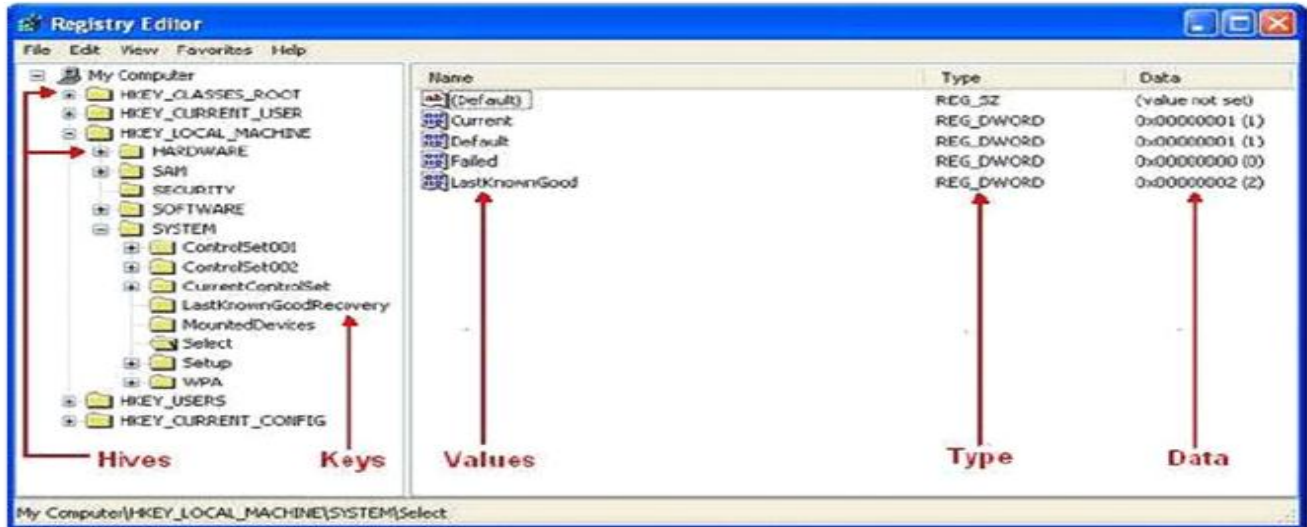 Registry Editor
File Edit View Favorites Help
My Computer
HKEY_CLASSES_ROOT
HKEY_CURRENT_USER
HKEY_LOCAL_MACHINE
HARDWARE
SAM
SECURITY
SOFTWARE
SYSTEM
ControlSet001
ControlSet002
CurrentControlSet
LastKnownGoodRecovery
MountedDevices
Select
Setup
WPA
HKEY_USERS
HKEY_CURRENT_CONFIG
Name Type Data
(Default) REG_SZ (value not set)
Current REG_DWORD 0x00000001 (1)
Default REG_DWORD 0x00000001 (1)
Failed REG_DWORD 0x00000000 (0)
LastKnownGood REG_DWORD 0x00000002 (2)
Hives Keys Values Type Data
My Computer\HKEY_LOCAL_MACHINE\SYSTEM\Select